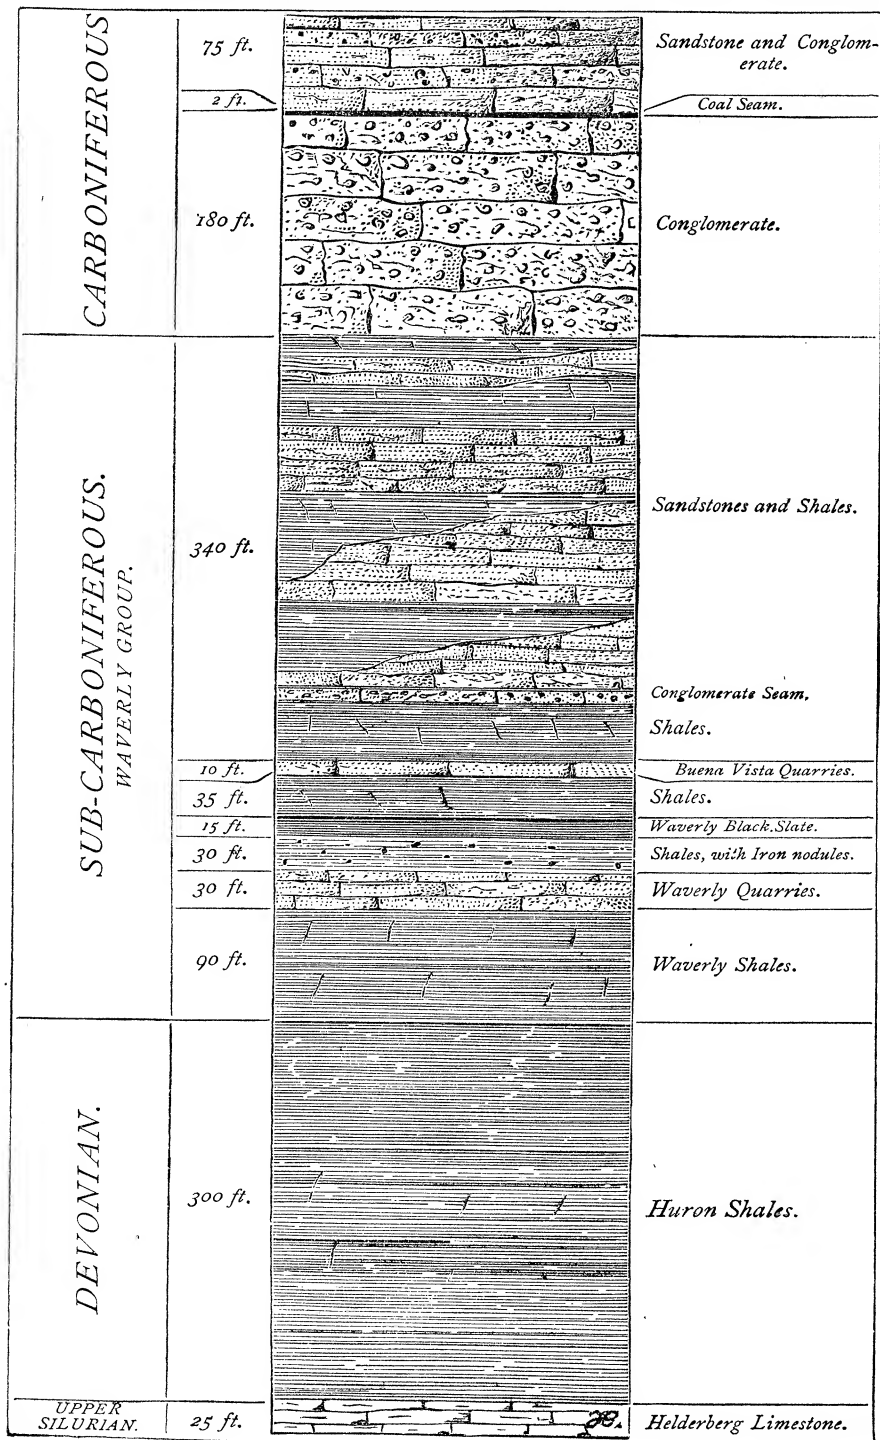 CARBONIFEROUS
75 ft.
Sandstone and Conglom-
erate.
2 ft.
Coal Seam.
180 ft.
Conglomerate.
SUB-CARBONIFEROUS.
WAVERLY GROUP.
340 ft.
Sandstones and Shales.
Conglomerate Seam.
Shales.
10 ft.
Buena Vista Quarries.
35 ft.
Shales.
15 ft.
Waverly Black Slate.
30 ft.
Shales, with Iron nodules.
30 ft.
Waverly Quarries.
90 ft.
Waverly Shales.
DEVONIAN.
300 ft.
Huron Shales.
UPPER
SILURIAN.
25 ft.
Helderberg Limestone.